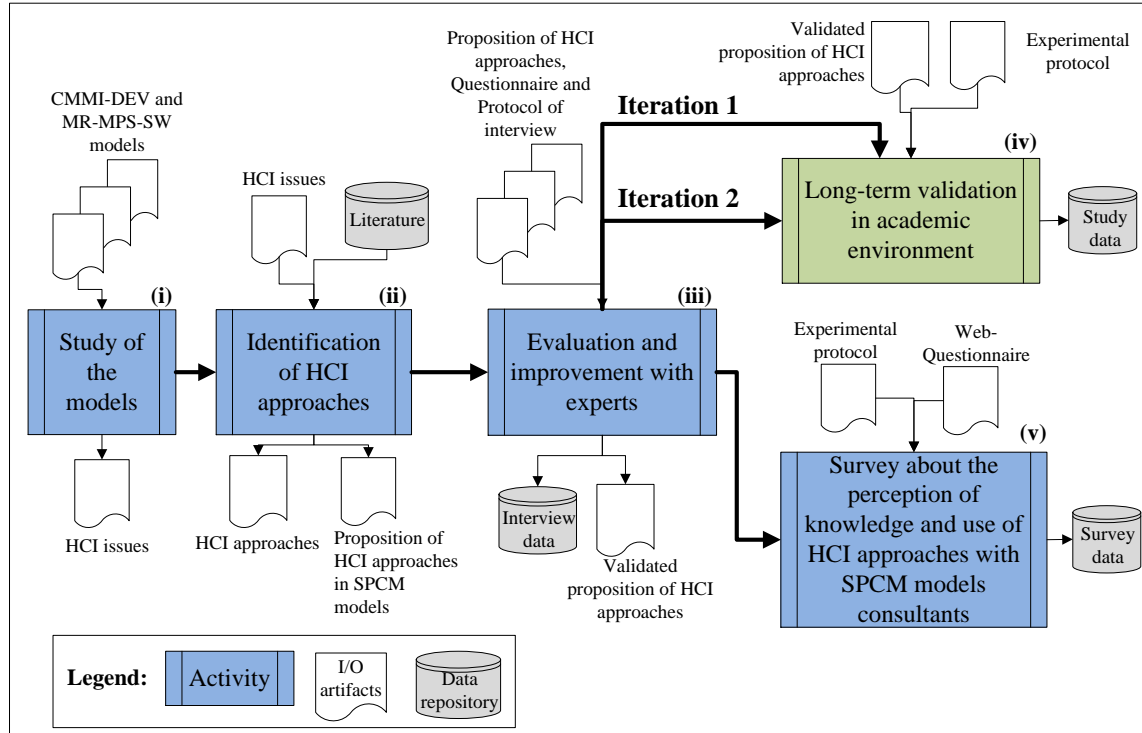 CMMI-DEV and
MR-MPS-SW
models
(i)
Study of
the
models
HCI issues
HCI issues
Literature
(ii)
Identification
of HCI
approaches
HCI approaches
Proposition of
HCI approaches
in SPCM
models
Proposition of HCI
approaches,
Questionnaire and
Protocol of
interview
(iii)
Evaluation and
improvement with
experts
Interview
data
Validated
proposition of HCI
approaches
Iteration 1
Iteration 2
Validated
proposition of HCI
approaches
Experimental
protocol
(iv)
Long-term validation
in academic
environment
Study
data
Experimental
protocol
Web-
Questionnaire
(v)
Survey about the
perception of
knowledge and use of
HCI approaches with
SPCM models
consultants
Survey
data
Legend:
Activity
I/O
artifacts
Data
repository